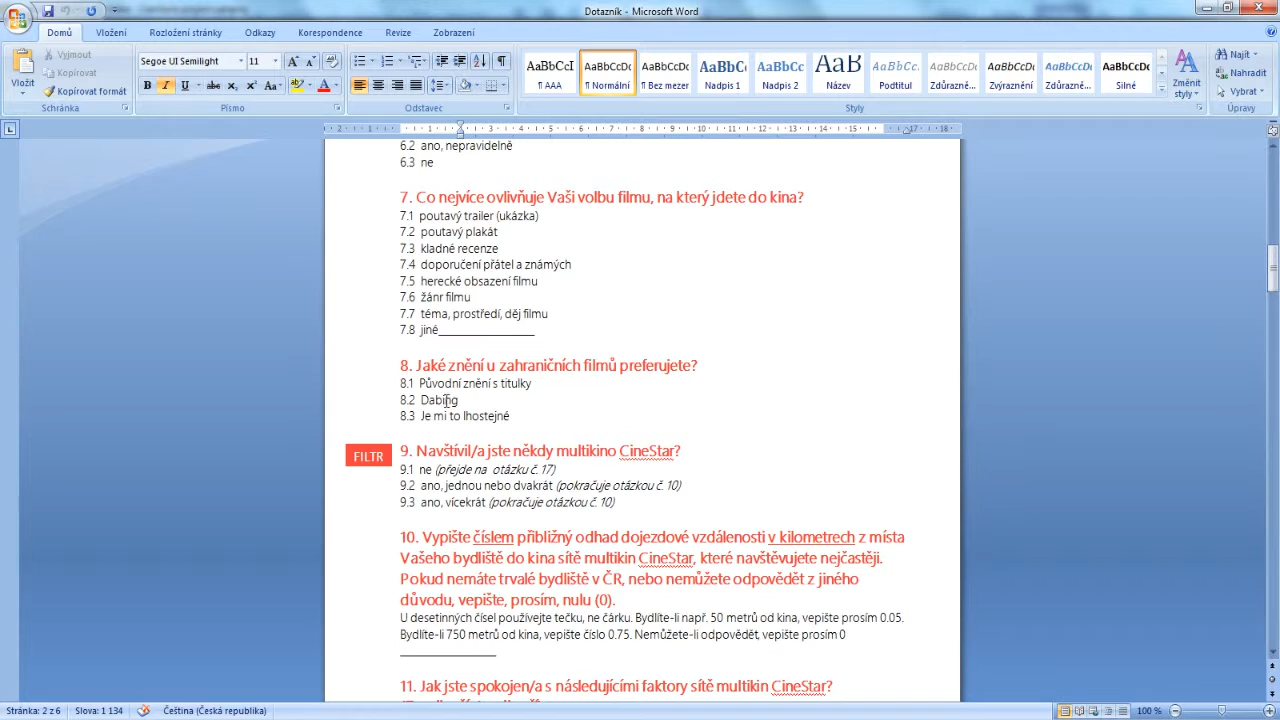 Dotazník - Microsoft Word
Domů Vložení Rozložení stránky Odkazy Korespondence Revize Zobrazení
Vložit
Vyjmout
Kopírovat
Kopírovat formát
Schránka
Segoe UI Semilight 11
Písmo
Odstavec
AaBbCcI AaBbCcDc AaBbCcDc AaBbCc AaBbCc AaB AaBbCc. AaBbCcDc AaBbCcDc AaBbCcDc AaBbCc
¶ AAA ¶ Normální ¶ Bez mezer Nadpis 1 Nadpis 2 Název Podtitul Zdůrazně... Zvýraznění Zdůrazně... Silné
Styly
Změnit styly
Najít
Nahradit
Vybrat
Úpravy
6.2 ano, nepravidelně
6.3 ne
7. Co nejvíce ovlivňuje Vaši volbu filmu, na který jdete do kina?
7.1 poutavý trailer (ukázka)
7.2 poutavý plakát
7.3 kladné recenze
7.4 doporučení přátel a známých
7.5 herecké obsazení filmu
7.6 žánr filmu
7.7 téma, prostředí, děj filmu
7.8 jiné________________
8. Jaké znění u zahraničních filmů preferujete?
8.1 Původní znění s titulky
8.2 Dabing
8.3 Je mi to lhostejné
FILTR
9. Navštívil/a jste někdy multikino CineStar?
9.1 ne (přejde na otázku č. 17)
9.2 ano, jednou nebo dvakrát (pokračuje otázkou č. 10)
9.3 ano, vícekrát (pokračuje otázkou č. 10)
10. Vypište číslem přibližný odhad dojezdové vzdálenosti v kilometrech z místa
Vašeho bydliště do kina sítě multikin CineStar, které navštěvujete nejčastěji.
Pokud nemáte trvalé bydliště v ČR, nebo nemůžete odpovědět z jiného
důvodu, vepište, prosím, nulu (0).
U desetinných čísel používejte tečku, ne čárku. Bydlíte-li např. 50 metrů od kina, vepište prosím 0.05.
Bydlíte-li 750 metrů od kina, vepište číslo 0.75. Nemůžete-li odpovědět, vepište prosím 0
________________
11. Jak jste spokojen/a s následujícími faktory sítě multikin CineStar?
Stránka: 2 z 6 Slova: 1 134 Čeština (Česká republika) 100 %